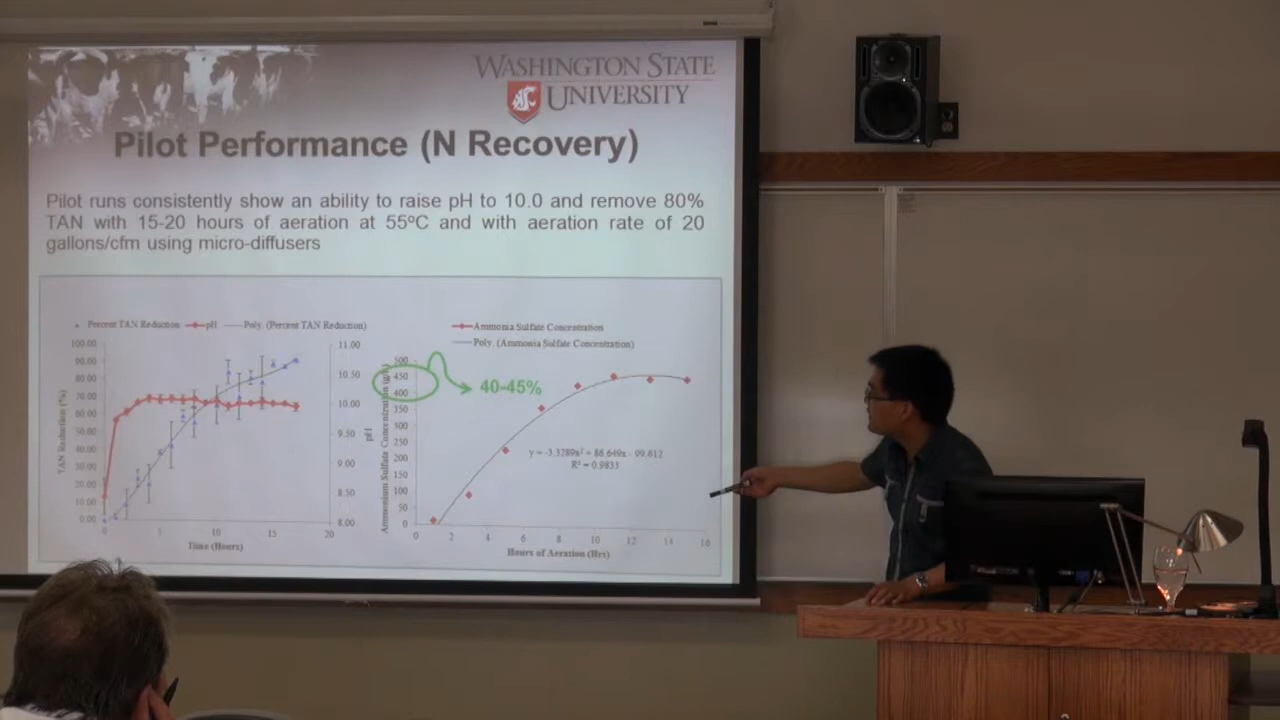 WASHINGTON STATE
UNIVERSITY
Pilot Performance (N Recovery)
Pilot runs consistently show an ability to raise pH to 10.0 and remove 80%
TAN with 15-20 hours of aeration at 55ºC and with aeration rate of 20
gallons/cfm using micro-diffusers
Percent TAN Reduction pH Poly. (Percent TAN Reduction)
100.00
90.00
80.00
70.00
60.00
50.00
40.00
30.00
20.00
10.00
0.00
TAN Reduction (%)
11.00
10.50
10.00
9.50
9.00
8.50
8.00
pH
0 5 10 15 20
Time (Hours)
Ammonia Sulfate Concentration
Poly. (Ammonia Sulfate Concentration)
500
450
400
350
300
250
200
150
100
50
0
Ammonium Sulfate Concentration (g/L)
40-45%
y = -3.3289x² + 86.649x - 99.612
R² = 0.9833
0 2 4 6 8 10 12 14 16
Hours of Aeration (Hrs)